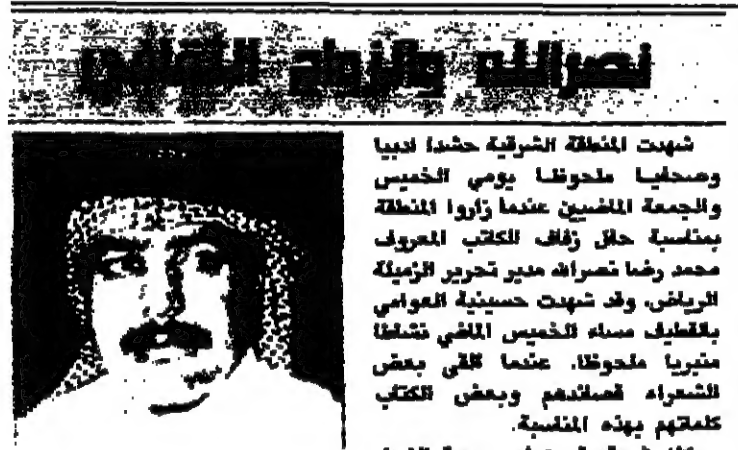 نصرالله والزواج الثقافي
شهدت المنطقة الشرقية حشدا ادبيا
وصحفيا ملحوظا يومي الخميس
والجمعة الماضيين عندما زاروا المنطقة
بمناسبة حفل زفاف الكاتب المعروف
محمد رضا نصرالله مدير تحرير الزميلة
الرياض. وقد شهدت حسينية العوامي
بالقطيف مساء الخميس الماضي نشاطا
منبريا ملحوظا. عندما القى بعض
الشعراء قصائدهم وبعض الكتاب
كلماتهم بهذه المناسبة.